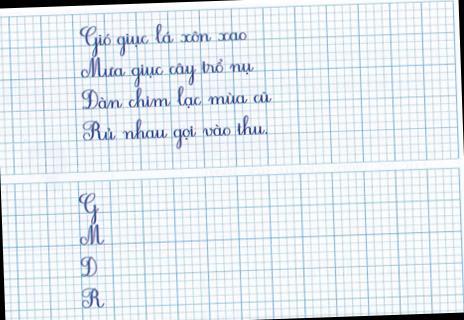 Gió giục lá xôn xao
Mưa giục cây trổ nụ
Đàn chim lạc mùa cũ
Rủ nhau gọi vào thu.
G
M
D
R